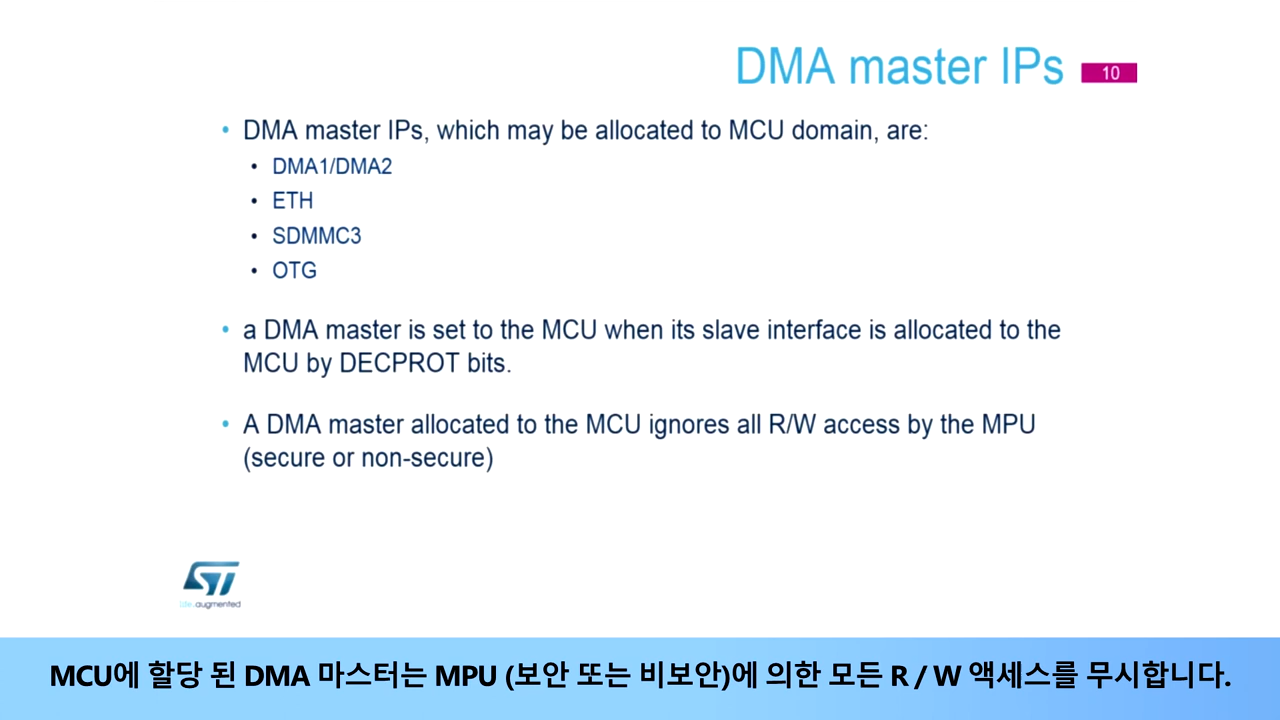 DMA master IPs 10
• DMA master IPs, which may be allocated to MCU domain, are:
• DMA1/DMA2
• ETH
• SDMMC3
• OTG
• a DMA master is set to the MCU when its slave interface is allocated to the
MCU by DECPROT bits.
• A DMA master allocated to the MCU ignores all R/W access by the MPU
(secure or non-secure)
ST
life.augmented
MCU에 할당 된 DMA 마스터는 MPU (보안 또는 비보안)에 의한 모든 R / W 액세스를 무시합니다.